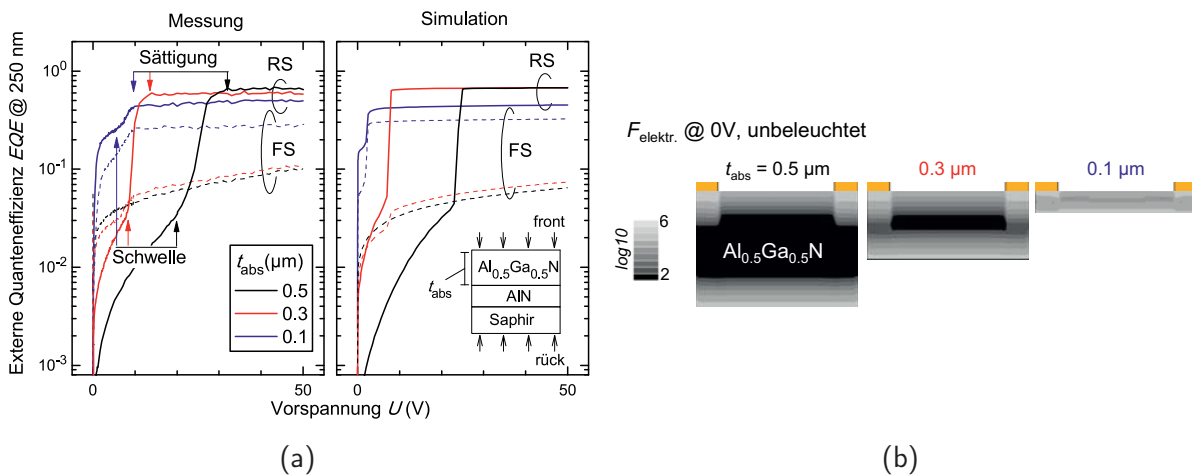 Messung
Simulation
Externe Quanteneffizienz EQE @ 250 nm
10⁰
10⁻¹
10⁻²
10⁻³
Sättigung
RS
FS
Schwelle
t_abs(µm)
0.5
0.3
0.1
0
50
RS
FS
front
Al₀.₅Ga₀.₅N
t_abs
AlN
Saphir
rück
0
50
Vorspannung U (V)
(a)
F_elektr. @ 0V, unbeleuchtet
t_abs = 0.5 µm
0.3 µm
0.1 µm
log10
6
2
Al₀.₅Ga₀.₅N
(b)